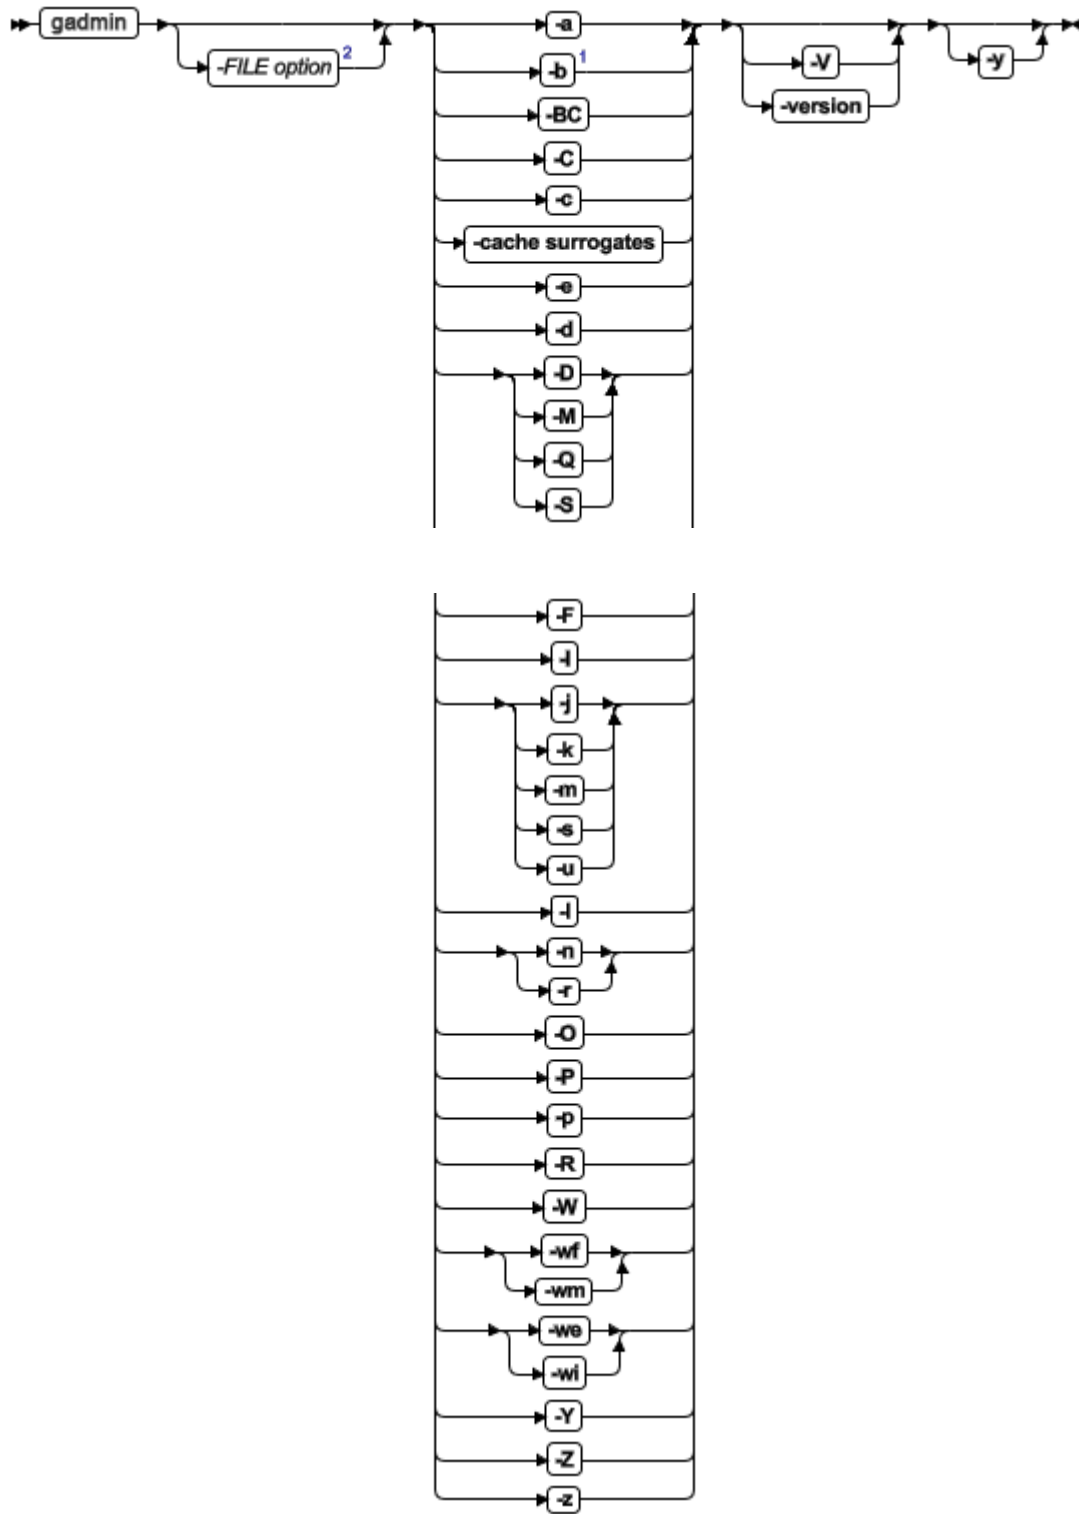 gadmin
-FILE option 2
-a
-b 1
-BC
-C
-c
-cache surrogates
-e
-d
-D
-M
-Q
-S
-V
-version
-y
-F
-I
-j
-k
-m
-s
-u
-l
-n
-r
-O
-P
-p
-R
-W
-wf
-wm
-we
-wi
-Y
-Z
-z